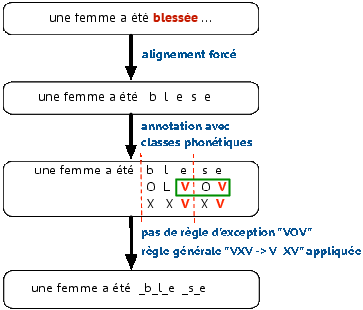 une femme a été blessée ...
alignement forcé
une femme a été b l e s e
annotation avec
classes phonétiques
une femme a été b l e s e
O L V O V
X X V X V
pas de règle d'exception "VOV"
règle générale "VXV -> V XV" appliquée
une femme a été _b_l_e _s_e